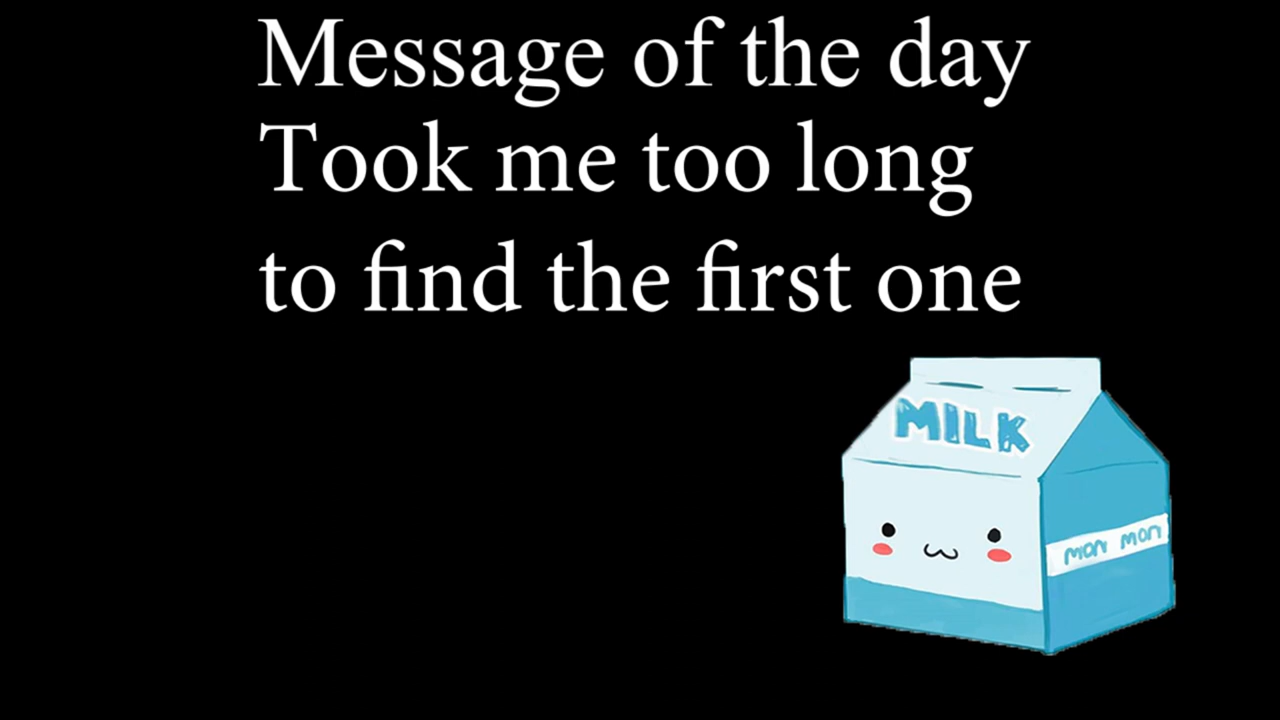 Message of the day
Took me too long
to find the first one
MILK
mon mon